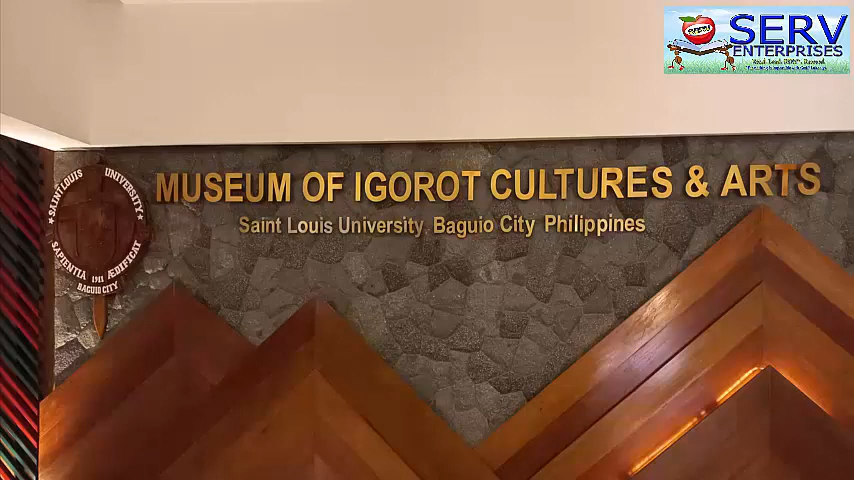 SERV
ENTERPRISES
MUSEUM OF IGOROT CULTURES & ARTS
Saint Louis University Baguio City Philippines
SAINT LOUIS UNIVERSITY
SAPIENTIA 1911 ÆDIFICAT
BAGUIO CITY